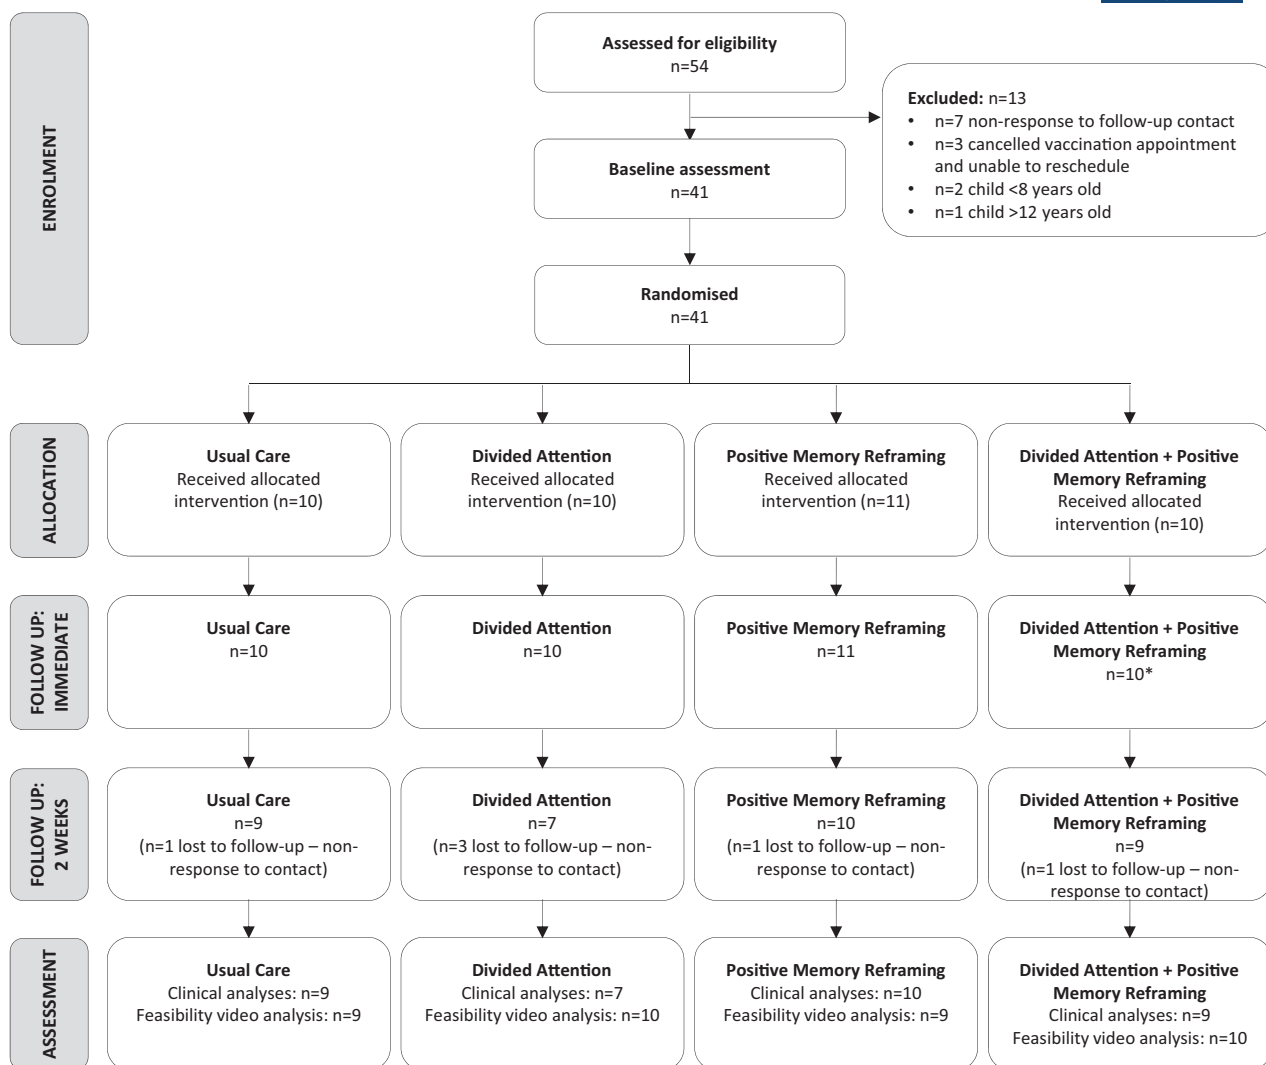 Assessed for eligibility
n=54
Excluded: n=13
• n=7 non-response to follow-up contact
• n=3 cancelled vaccination appointment
and unable to reschedule
• n=2 child <8 years old
• n=1 child >12 years old
Baseline assessment
n=41
Randomised
n=41
ENROLMENT
ALLOCATION
Usual Care
Received allocated
intervention (n=10)
Divided Attention
Received allocated
intervention (n=10)
Positive Memory Reframing
Received allocated
intervention (n=11)
Divided Attention + Positive
Memory Reframing
Received allocated
intervention (n=10)
FOLLOW UP:
IMMEDIATE
Usual Care
n=10
Divided Attention
n=10
Positive Memory Reframing
n=11
Divided Attention + Positive
Memory Reframing
n=10*
FOLLOW UP:
2 WEEKS
Usual Care
n=9
(n=1 lost to follow-up – non-
response to contact)
Divided Attention
n=7
(n=3 lost to follow-up – non-
response to contact)
Positive Memory Reframing
n=10
(n=1 lost to follow-up – non-
response to contact)
Divided Attention + Positive
Memory Reframing
n=9
(n=1 lost to follow-up – non-
response to contact)
ASSESSMENT
Usual Care
Clinical analyses: n=9
Feasibility video analysis: n=9
Divided Attention
Clinical analyses: n=7
Feasibility video analysis: n=10
Positive Memory Reframing
Clinical analyses: n=10
Feasibility video analysis: n=9
Divided Attention + Positive
Memory Reframing
Clinical analyses: n=9
Feasibility video analysis: n=10